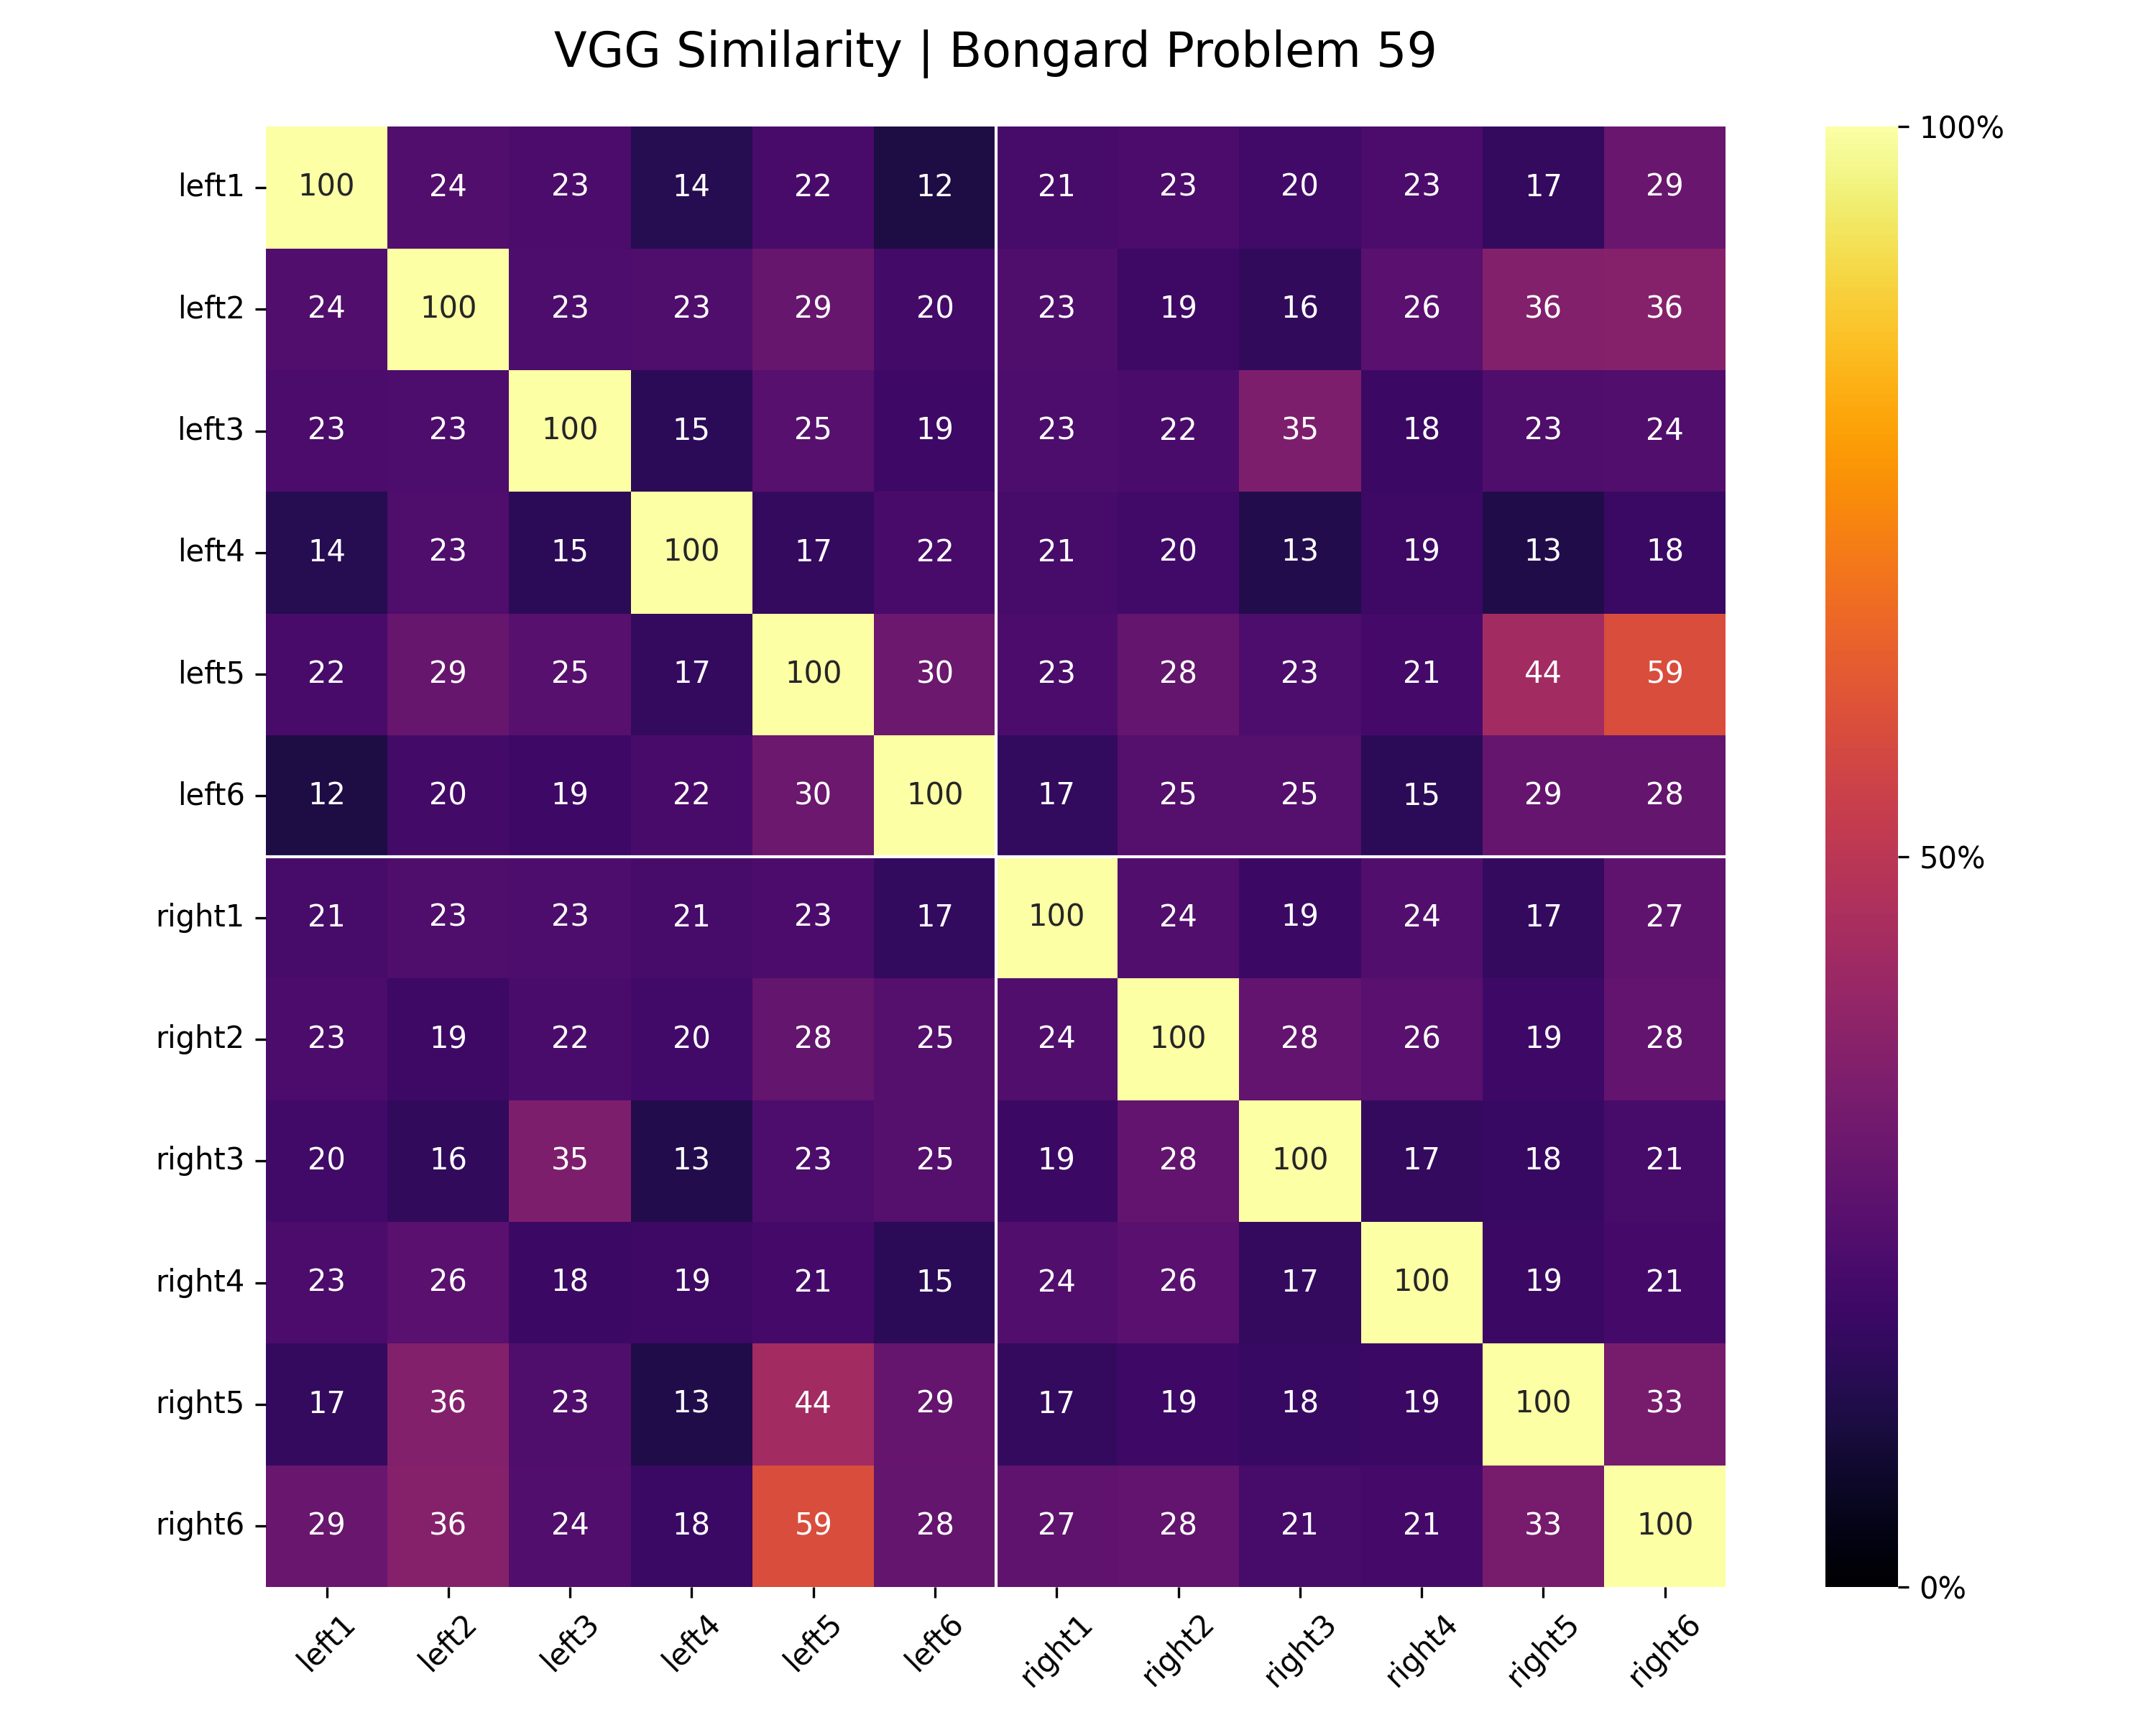 VGG Similarity | Bongard Problem 59
left1 100 24 23 14 22 12 21 23 20 23 17 29 100%
left2 24 100 23 23 29 20 23 19 16 26 36 36
left3 23 23 100 15 25 19 23 22 35 18 23 24
left4 14 23 15 100 17 22 21 20 13 19 13 18
left5 22 29 25 17 100 30 23 28 23 21 44 59
left6 12 20 19 22 30 100 17 25 25 15 29 28
50%
right1 21 23 23 21 23 17 100 24 19 24 17 27
right2 23 19 22 20 28 25 24 100 28 26 19 28
right3 20 16 35 13 23 25 19 28 100 17 18 21
right4 23 26 18 19 21 15 24 26 17 100 19 21
right5 17 36 23 13 44 29 17 19 18 19 100 33
right6 29 36 24 18 59 28 27 28 21 21 33 100
0%
left1 left2 left3 left4 left5 left6 right1 right2 right3 right4 right5 right6